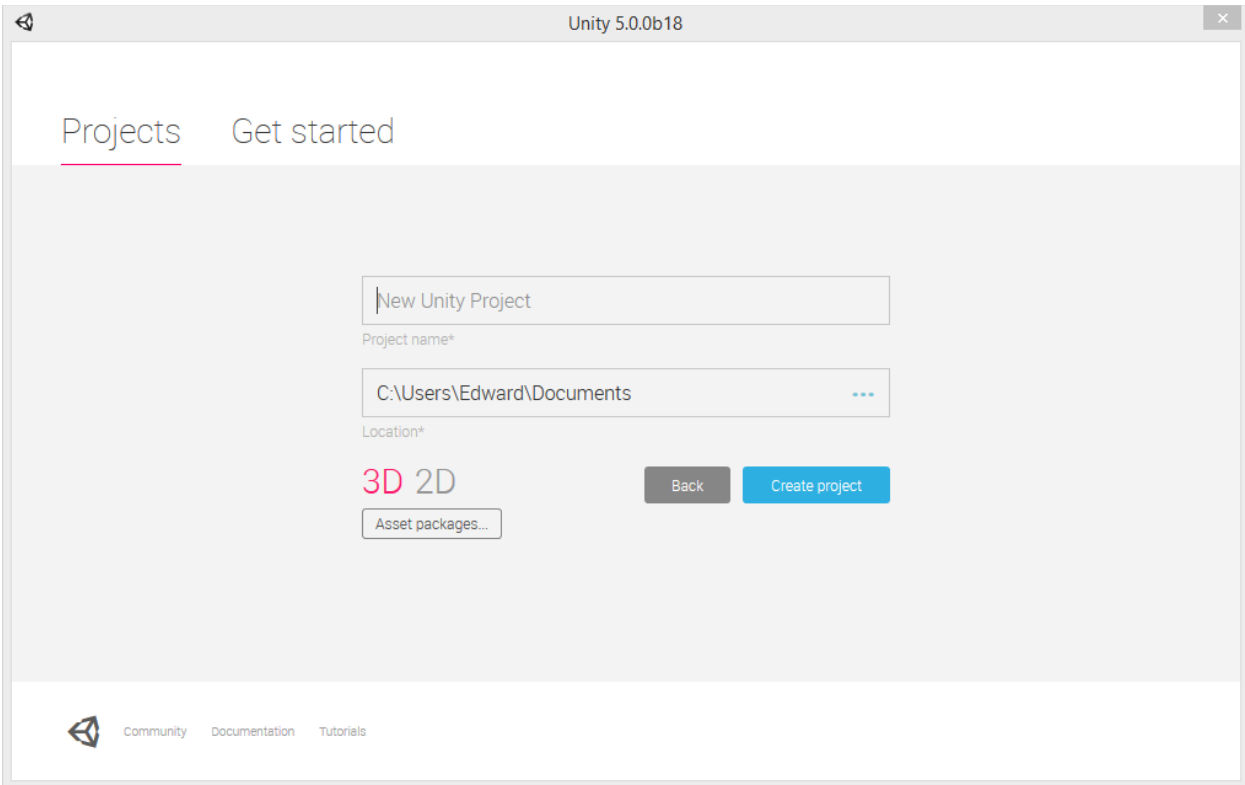 Unity 5.0.0b18
Projects Get started
New Unity Project
Project name*
C:\Users\Edward\Documents
Location*
3D 2D Back Create project
Asset packages...
Community Documentation Tutorials